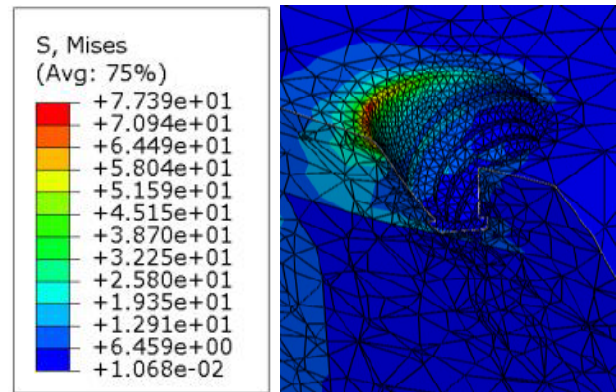 S, Mises
(Avg: 75%)
+7.739e+01
+7.094e+01
+6.449e+01
+5.804e+01
+5.159e+01
+4.515e+01
+3.870e+01
+3.225e+01
+2.580e+01
+1.935e+01
+1.291e+01
+6.459e+00
+1.068e-02